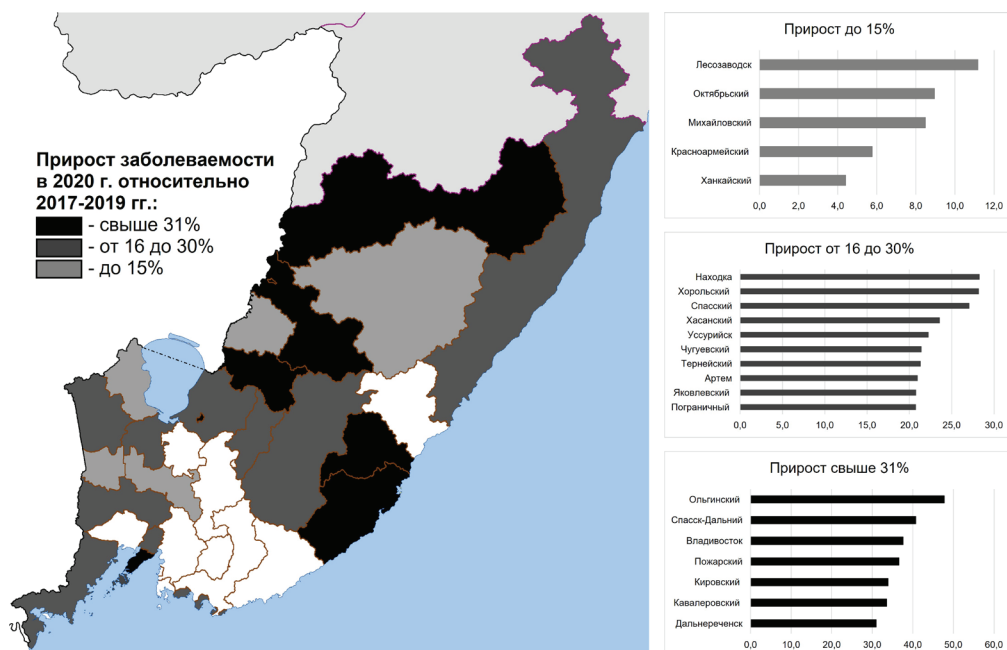 Прирост заболеваемости
в 2020 г. относительно
2017-2019 гг.:
- свыше 31%
- от 16 до 30%
- до 15%
Прирост до 15%
Лесозаводск
Октябрьский
Михайловский
Красноармейский
Ханкайский
0,0 2,0 4,0 6,0 8,0 10,0 12,0
Прирост от 16 до 30%
Находка
Хорольский
Спасский
Хасанский
Уссурийск
Чугуевский
Тернейский
Артем
Яковлевский
Пограничный
0,0 5,0 10,0 15,0 20,0 25,0 30,0
Прирост свыше 31%
Ольгинский
Спасск-Дальний
Владивосток
Пожарский
Кировский
Кавалеровский
Дальнереченск
0,0 10,0 20,0 30,0 40,0 50,0 60,0